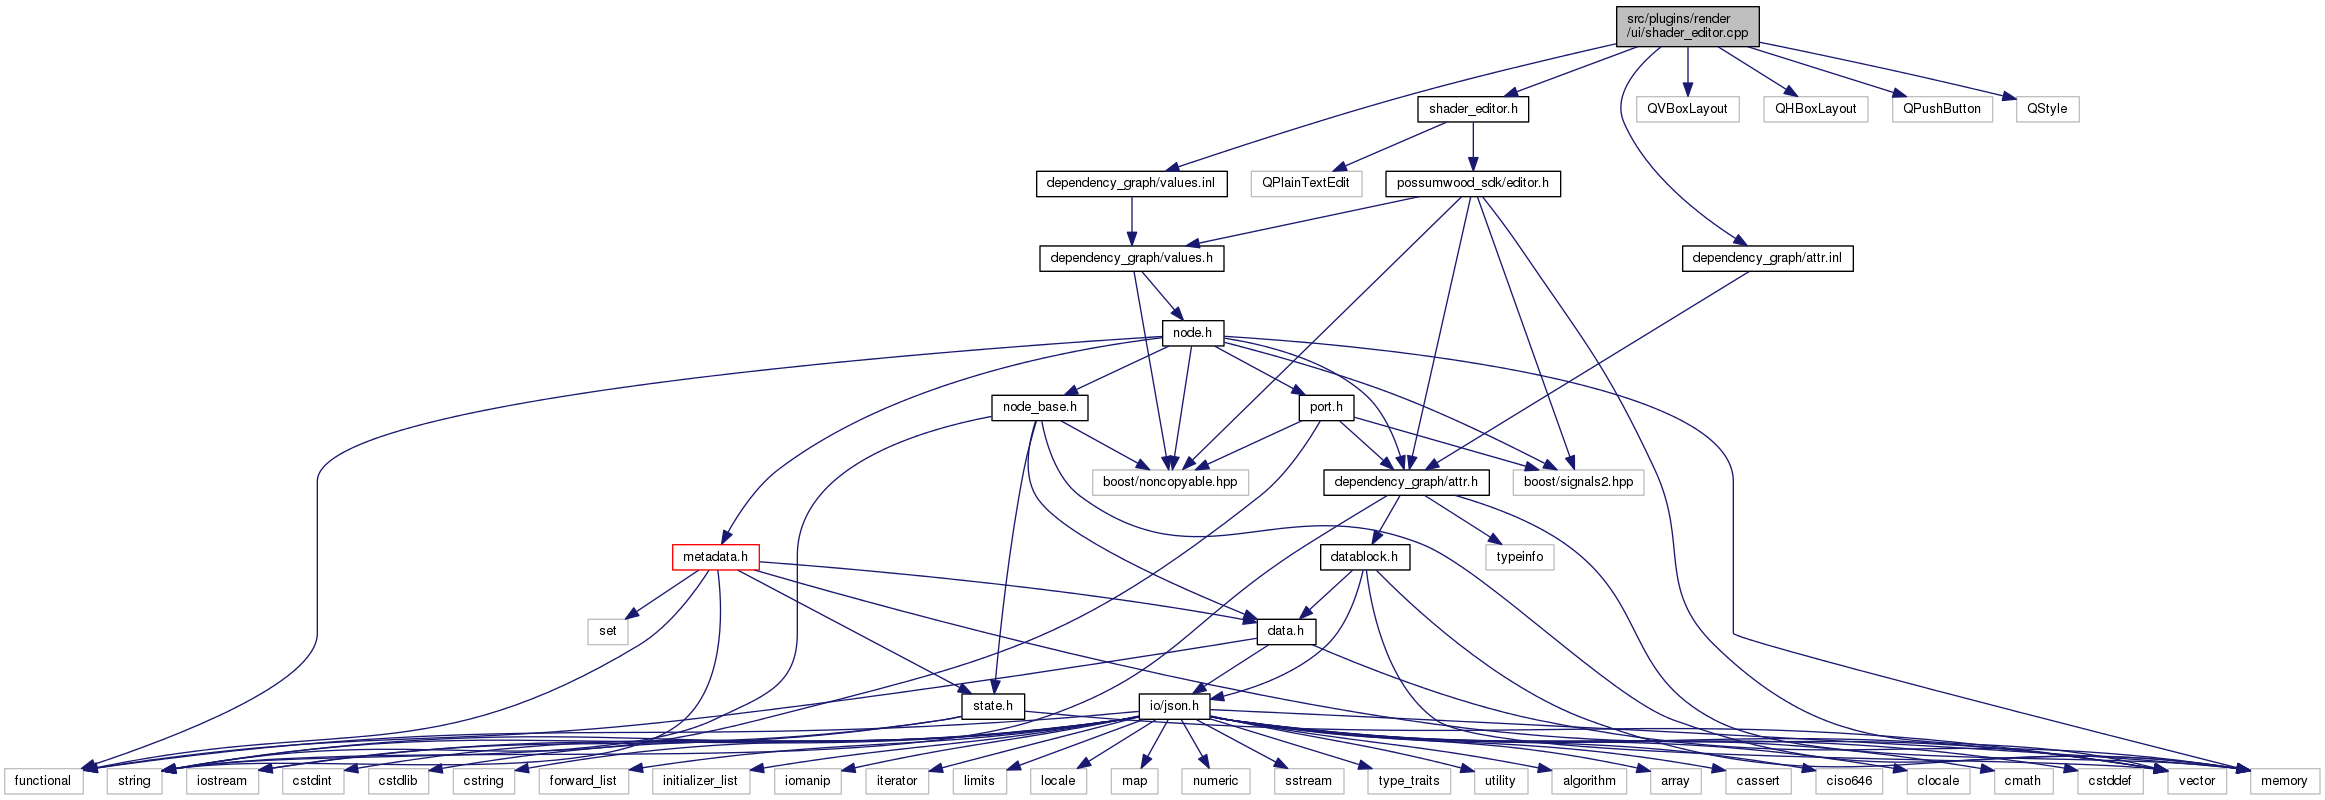 src/plugins/render
/ui/shader_editor.cpp
shader_editor.h
QVBoxLayout
QHBoxLayout
QPushButton
QStyle
dependency_graph/values.inl
QPlainTextEdit
possumwood_sdk/editor.h
dependency_graph/values.h
dependency_graph/attr.inl
node.h
node_base.h
port.h
boost/noncopyable.hpp
dependency_graph/attr.h
boost/signals2.hpp
metadata.h
datablock.h
typeinfo
set
data.h
state.h
io/json.h
functional
string
iostream
cstdint
cstdlib
cstring
forward_list
initializer_list
iomanip
iterator
limits
locale
map
numeric
sstream
type_traits
utility
algorithm
array
cassert
ciso646
clocale
cmath
cstddef
vector
memory